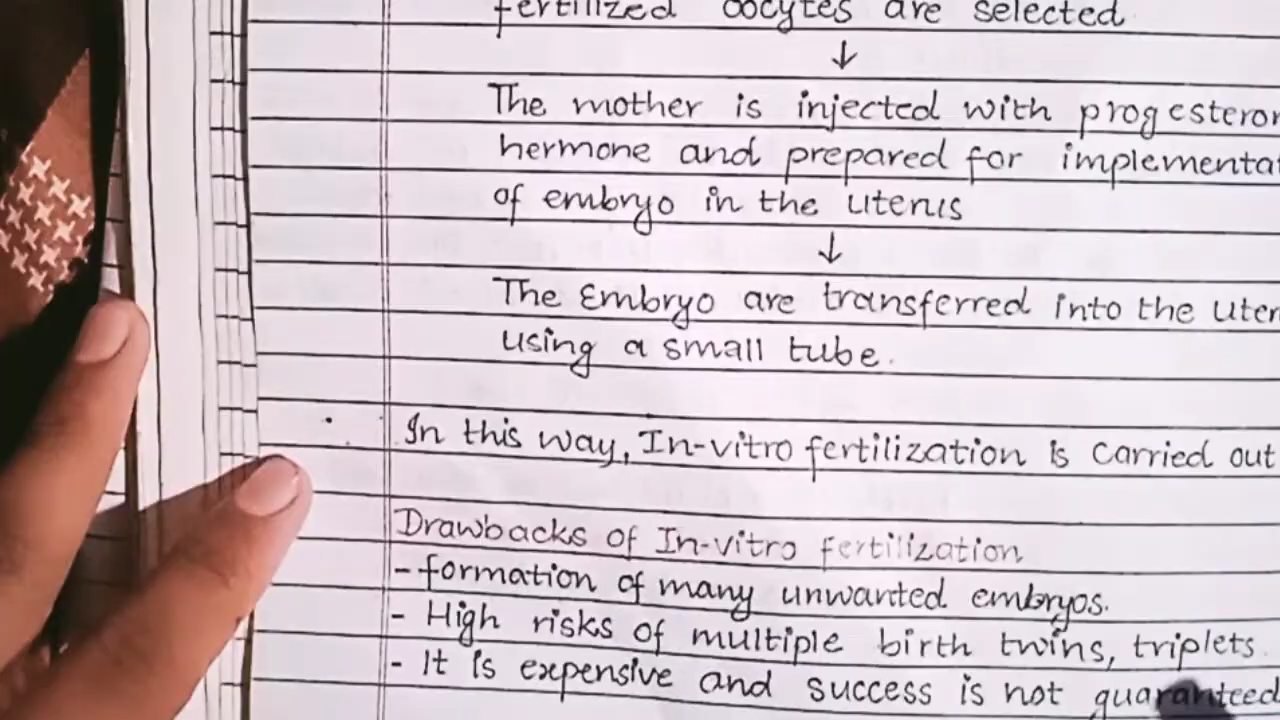 fertilized oocytes are selected
↓
The mother is injected with progesteron
hermone and prepared for implementat
of embryo in the uterus
↓
The Embryo are transferred into the uter
using a small tube.
In this way, In-vitro fertilization is carried out
Drawbacks of In-vitro fertilization
- formation of many unwanted embryos.
- High risks of multiple birth twins, triplets.
- It is expensive and success is not guaranteed